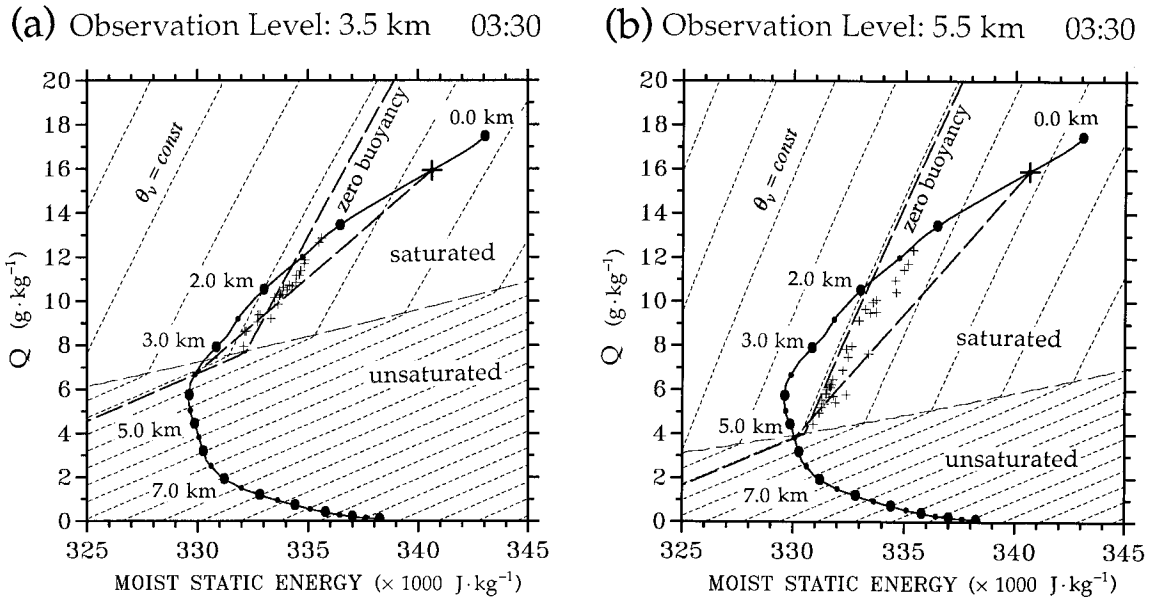 (a) Observation Level: 3.5 km 03:30
20
18
16
14
12
10
8
6
4
2
0
Q (g·kg⁻¹)
θᵥ = const
zero buoyancy
0.0 km
saturated
2.0 km
3.0 km
unsaturated
5.0 km
7.0 km
325 330 335 340 345
MOIST STATIC ENERGY (× 1000 J·kg⁻¹)
(b) Observation Level: 5.5 km 03:30
20
18
16
14
12
10
8
6
4
2
0
Q (g·kg⁻¹)
θᵥ = const
zero buoyancy
0.0 km
2.0 km
3.0 km
saturated
5.0 km
unsaturated
7.0 km
325 330 335 340 345
MOIST STATIC ENERGY (× 1000 J·kg⁻¹)